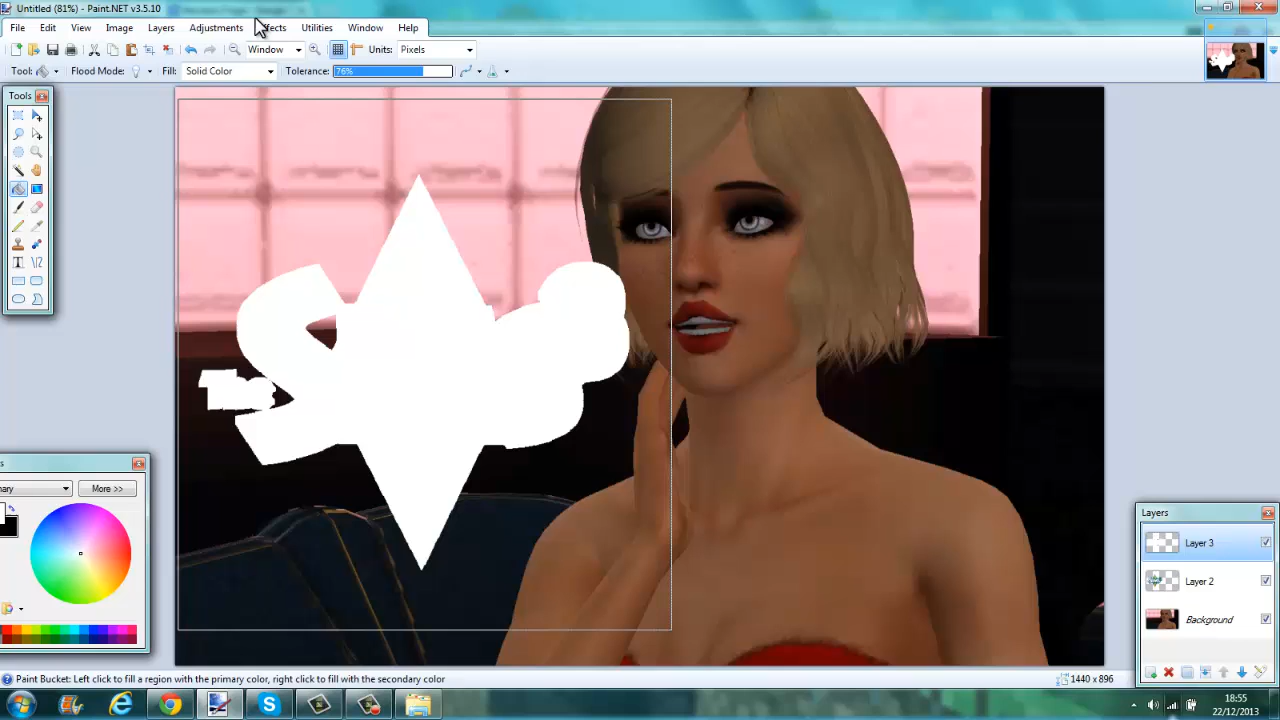 Untitled (81%) - Paint.NET v3.5.10
File Edit View Image Layers Adjustments Effects Utilities Window Help
Window Units: Pixels
Tool: Flood Mode: Fill: Solid Color Tolerance: 76%
Tools
More >>
Layers
Layer 3
Layer 2
Background
Paint Bucket: Left click to fill a region with the primary color, right click to fill with the secondary color
1440 x 896
18:55
22/12/2013